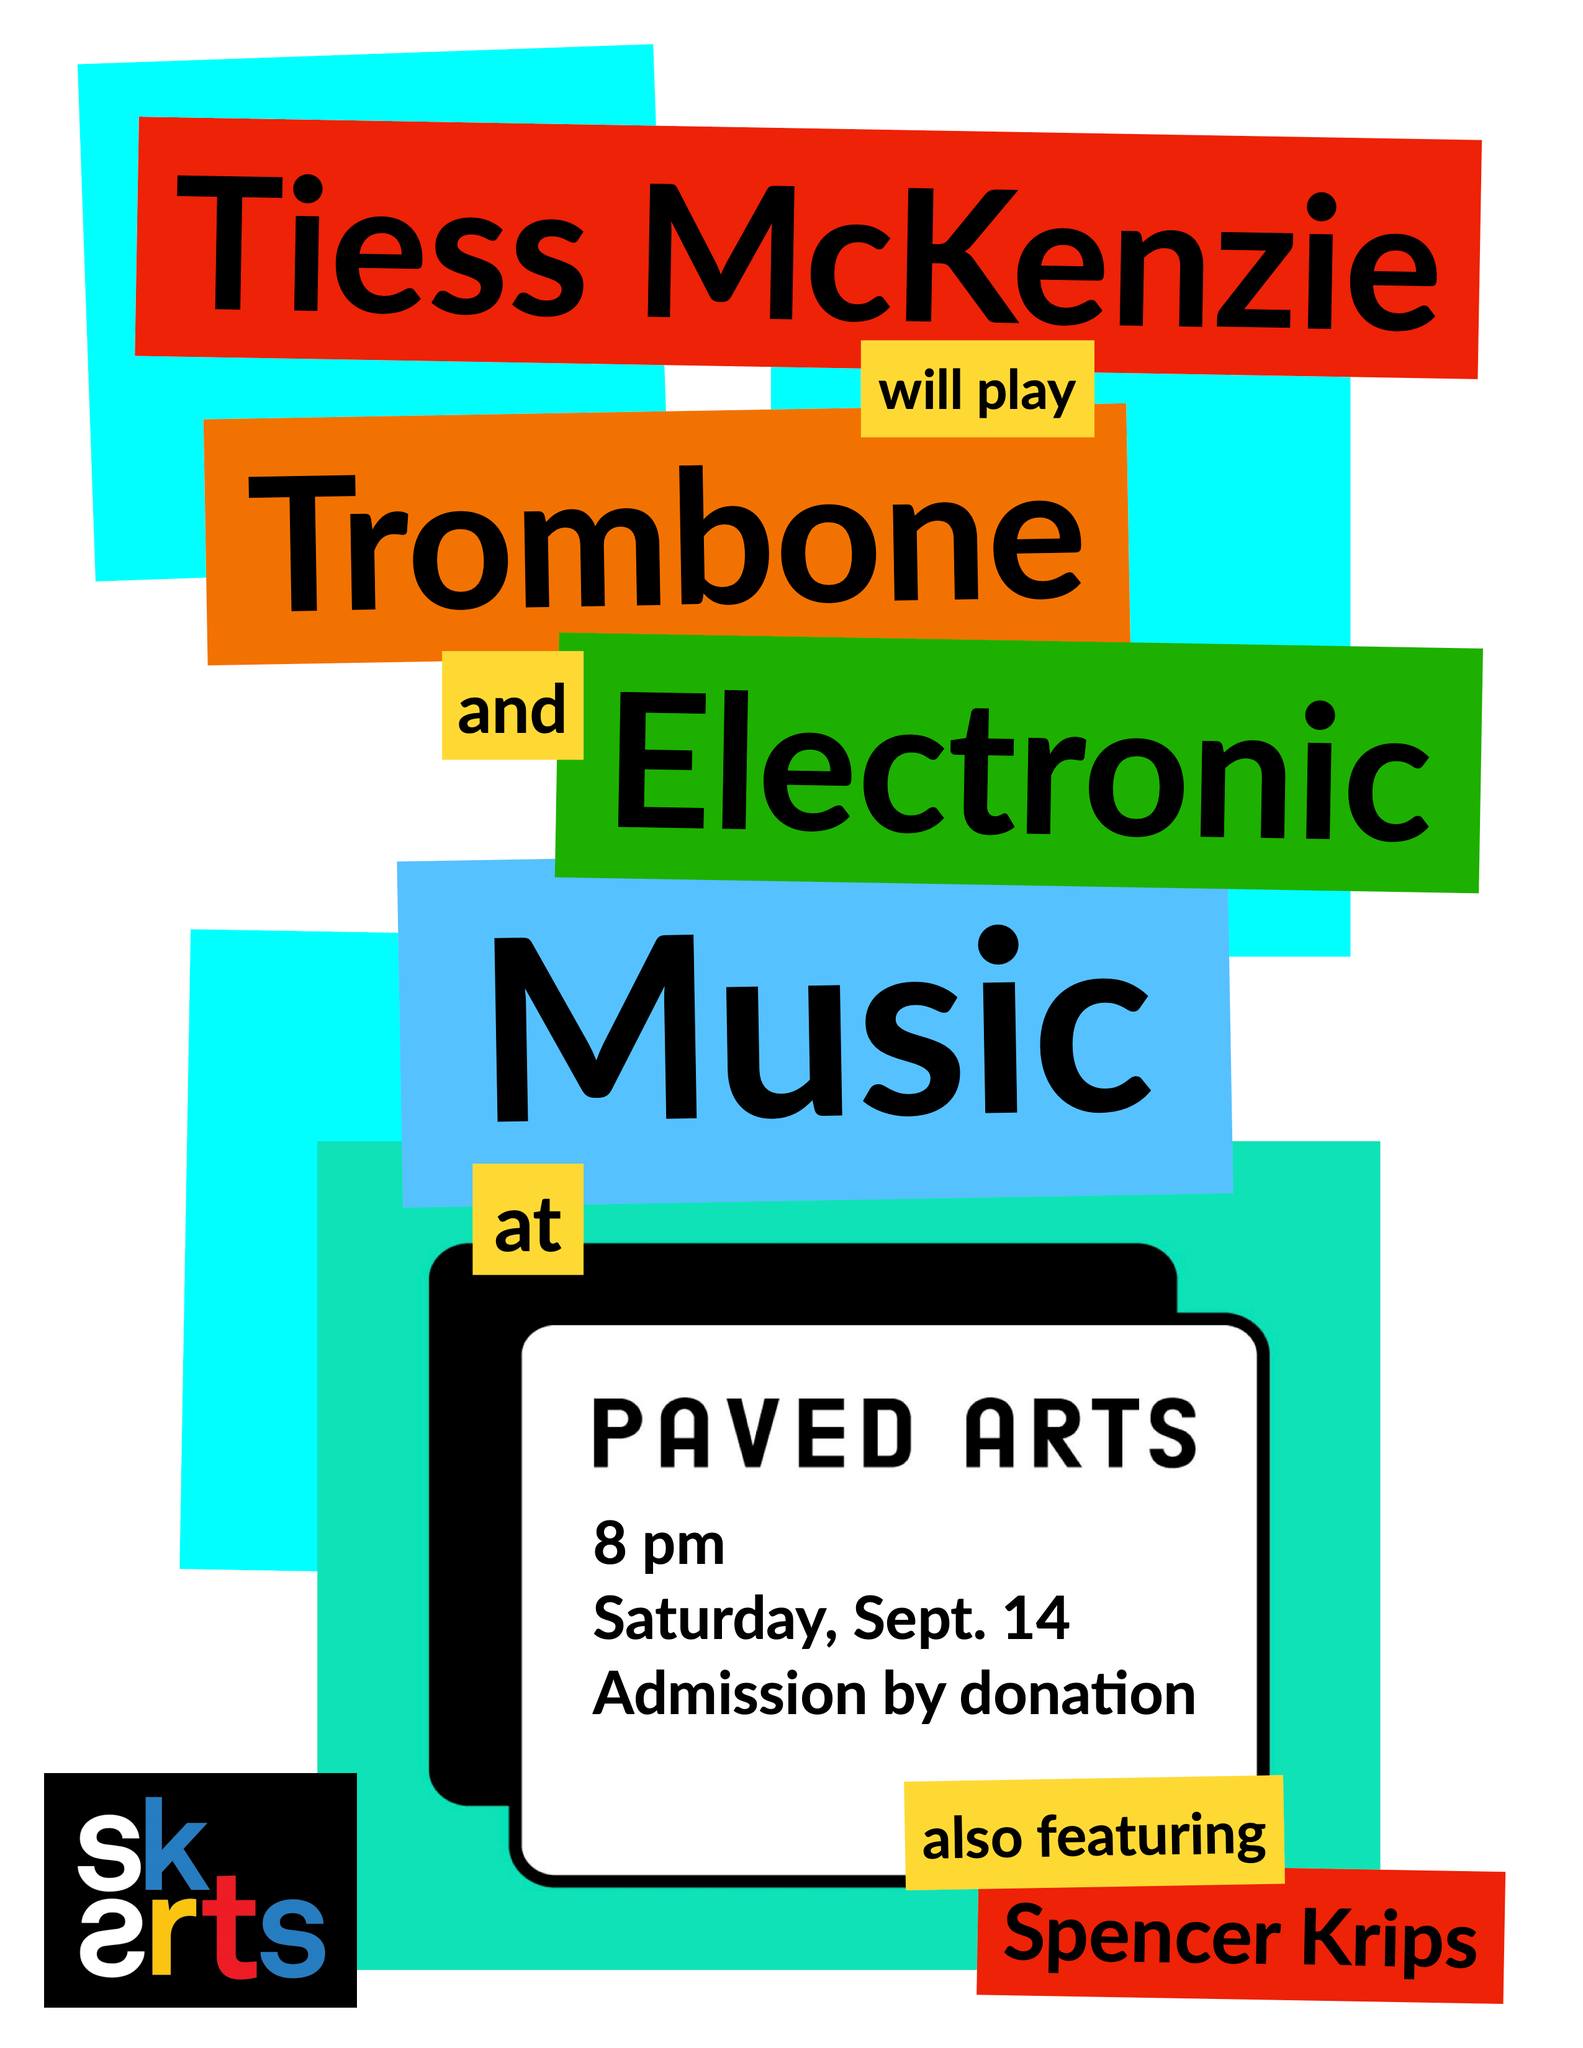 Tiess McKenzie
will play
Trombone
and
Electronic
Music
at
PAVED ARTS
8 pm
Saturday, Sept. 14
Admission by donation
also featuring
Spencer Krips
sk
arts